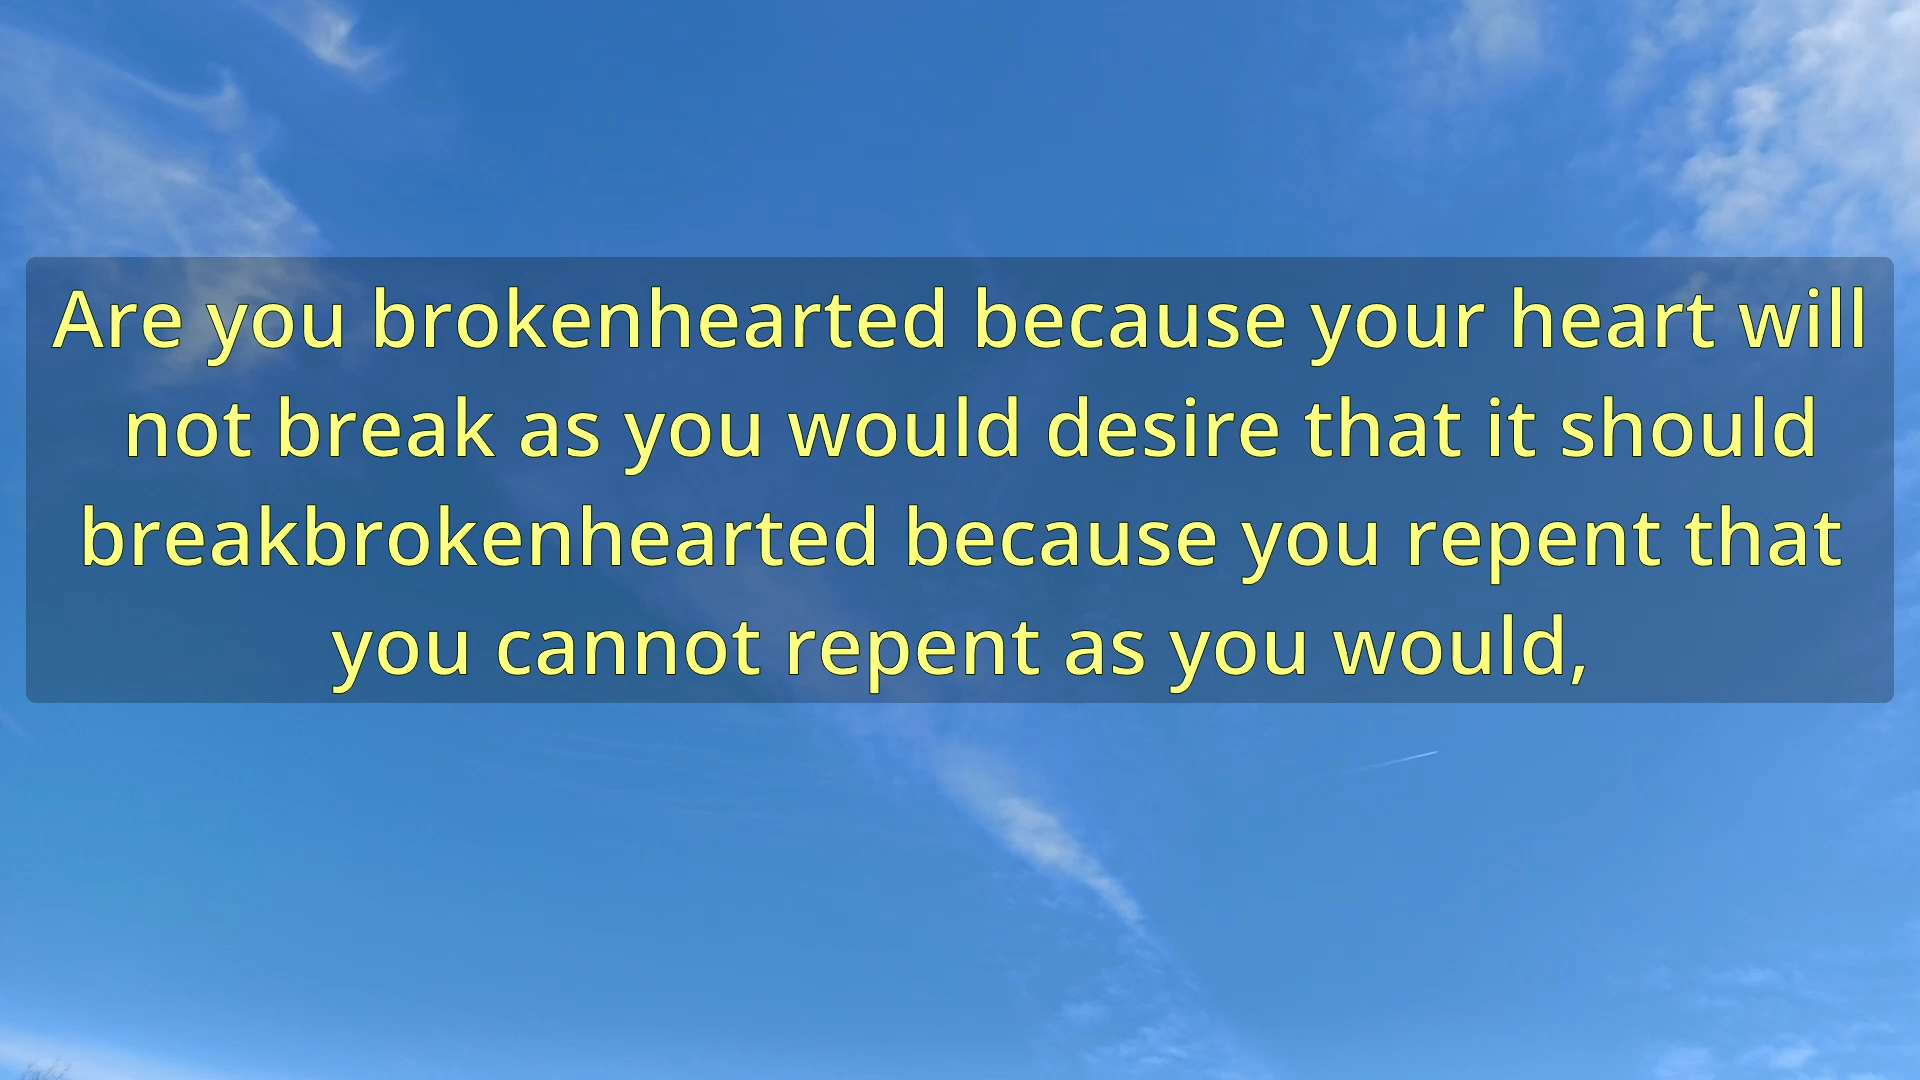 Are you brokenhearted because your heart will
not break as you would desire that it should
breakbrokenhearted because you repent that
you cannot repent as you would,